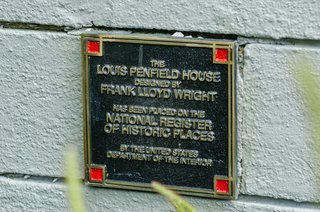 THE
LOUIS PENFIELD HOUSE
DESIGNED BY
FRANK LLOYD WRIGHT
HAS BEEN PLACED ON THE
NATIONAL REGISTER
OF HISTORIC PLACES
BY THE UNITED STATES
DEPARTMENT OF THE INTERIOR